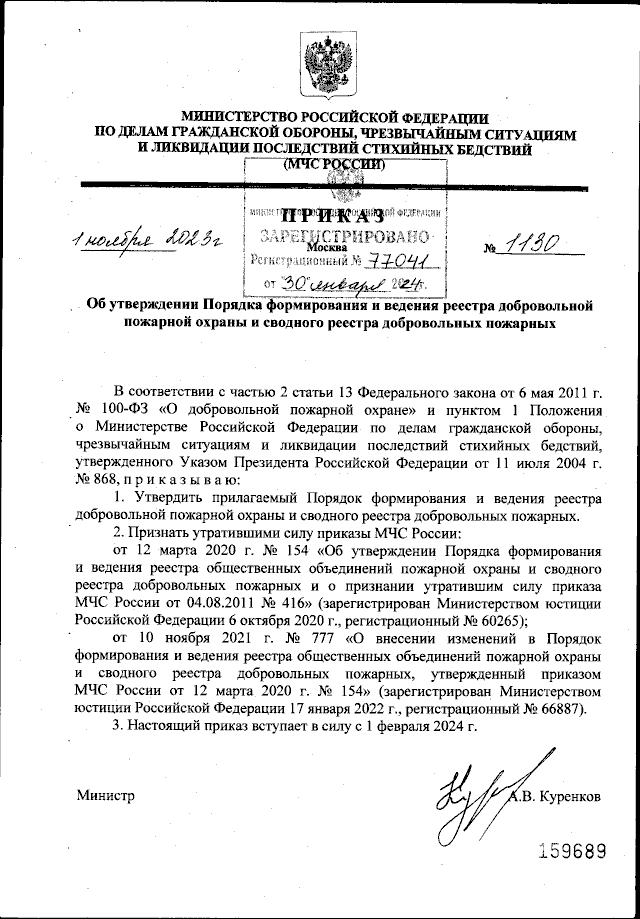 МИНИСТЕРСТВО РОССИЙСКОЙ ФЕДЕРАЦИИ
ПО ДЕЛАМ ГРАЖДАНСКОЙ ОБОРОНЫ, ЧРЕЗВЫЧАЙНЫМ СИТУАЦИЯМ
И ЛИКВИДАЦИИ ПОСЛЕДСТВИЙ СТИХИЙНЫХ БЕДСТВИЙ
(МЧС РОССИИ)
МИНИСТЕРСТВО ЮСТИЦИИ РОССИЙСКОЙ ФЕДЕРАЦИИ
ПРИКАЗ
ЗАРЕГИСТРИРОВАНО
1 ноября 2023г
Москва
№ 1130
Регистрационный № 77041
от "30" января 2024г.
Об утверждении Порядка формирования и ведения реестра добровольной
пожарной охраны и сводного реестра добровольных пожарных
В соответствии с частью 2 статьи 13 Федерального закона от 6 мая 2011 г.
№ 100-ФЗ «О добровольной пожарной охране» и пунктом 1 Положения
о Министерстве Российской Федерации по делам гражданской обороны,
чрезвычайным ситуациям и ликвидации последствий стихийных бедствий,
утвержденного Указом Президента Российской Федерации от 11 июля 2004 г.
№ 868, п р и к а з ы в а ю:
1. Утвердить прилагаемый Порядок формирования и ведения реестра
добровольной пожарной охраны и сводного реестра добровольных пожарных.
2. Признать утратившими силу приказы МЧС России:
от 12 марта 2020 г. № 154 «Об утверждении Порядка формирования
и ведения реестра общественных объединений пожарной охраны и сводного
реестра добровольных пожарных и о признании утратившим силу приказа
МЧС России от 04.08.2011 № 416» (зарегистрирован Министерством юстиции
Российской Федерации 6 октября 2020 г., регистрационный № 60265);
от 10 ноября 2021 г. № 777 «О внесении изменений в Порядок
формирования и ведения реестра общественных объединений пожарной охраны
и сводного реестра добровольных пожарных, утвержденный приказом
МЧС России от 12 марта 2020 г. № 154» (зарегистрирован Министерством
юстиции Российской Федерации 17 января 2022 г., регистрационный № 66887).
3. Настоящий приказ вступает в силу с 1 февраля 2024 г.
Министр
А.В. Куренков
159689